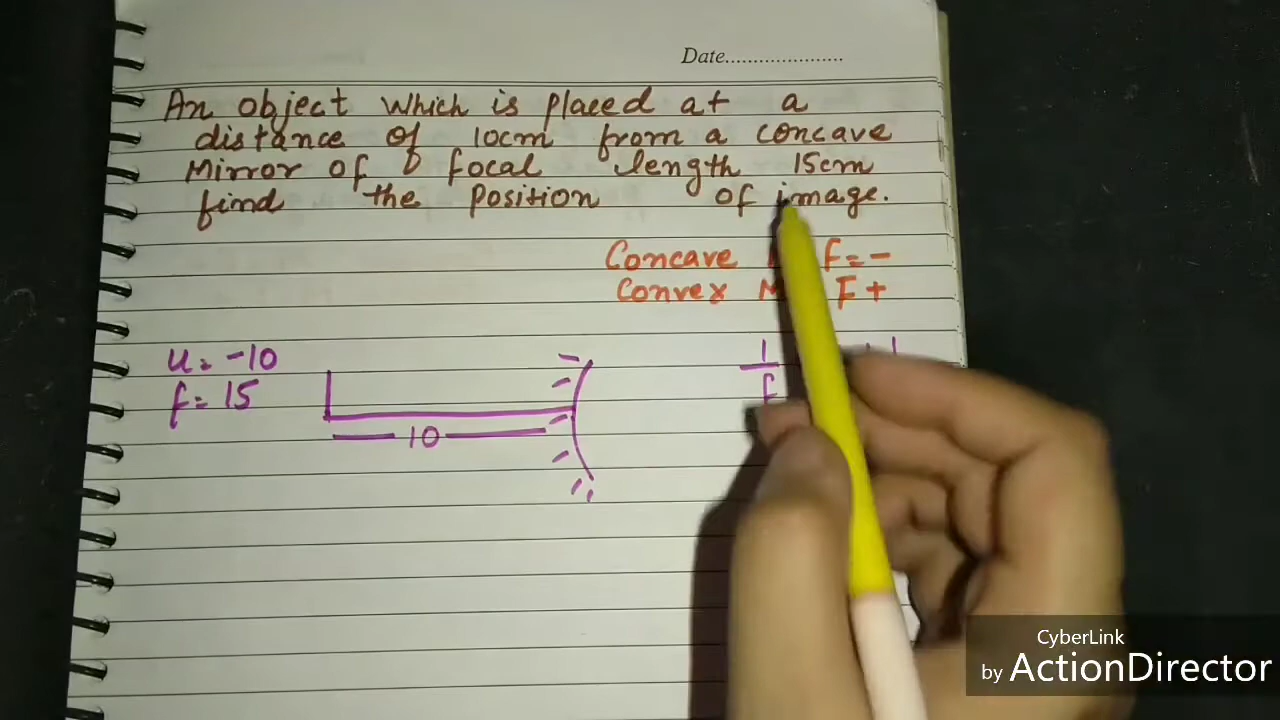 Date.....................
An object which is placed at a
distance of 10cm from a concave
Mirror of focal length 15cm
find the Position of image.
Concave F = -
Convex M F +
u = -10
f = 15
10
1
F
CyberLink
by ActionDirector